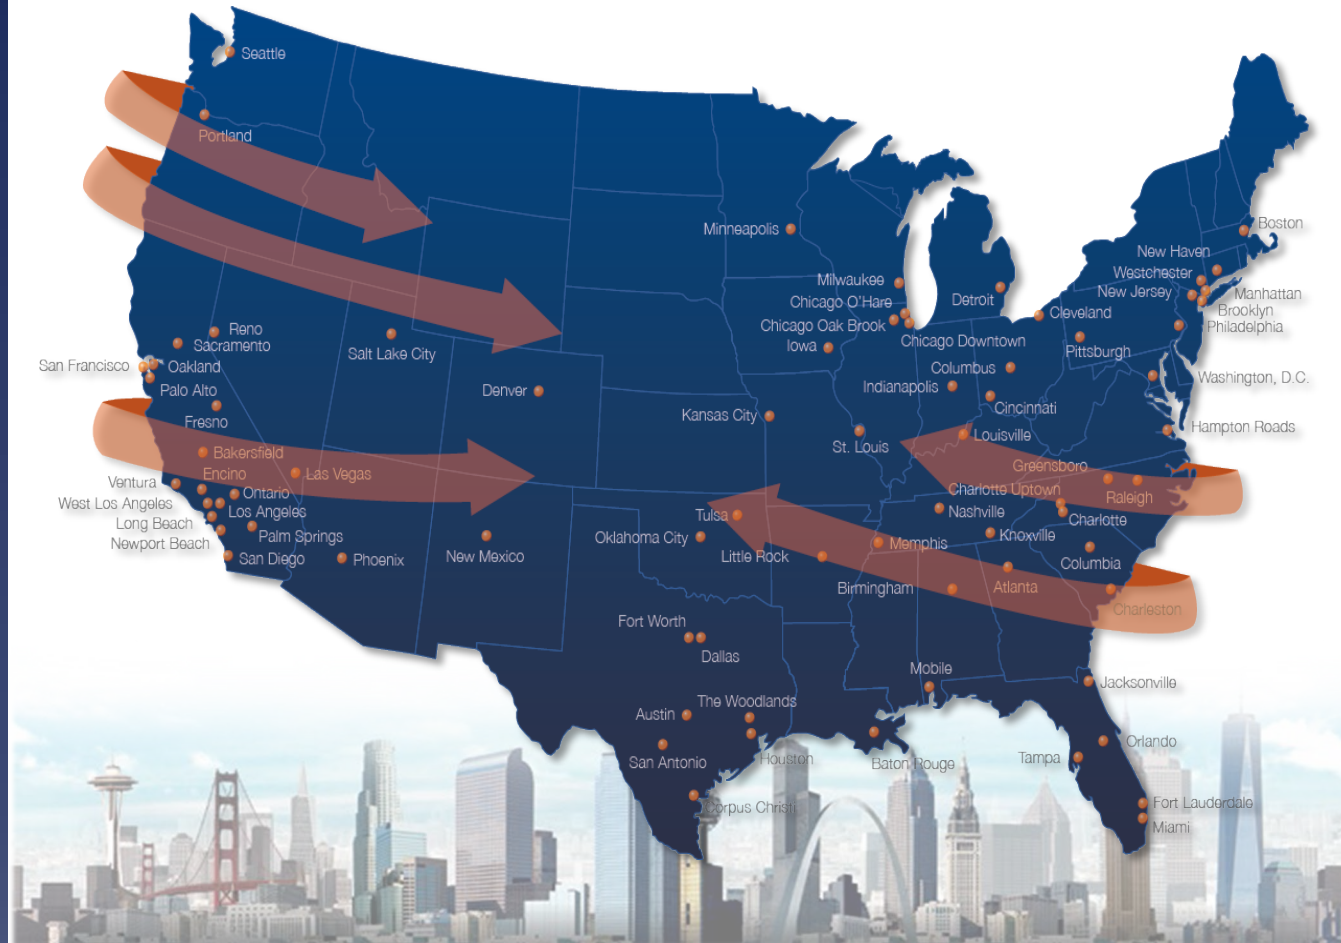 Seattle
Portland
Boston
Minneapolis
New Haven
Westchester
Milwaukee
New Jersey
Manhattan
Chicago O'Hare
Detroit
Brooklyn
Cleveland
Chicago Oak Brook
Philadelphia
Reno
Sacramento
Chicago Downtown
Iowa
Salt Lake City
Pittsburgh
San Francisco
Oakland
Columbus
Washington, D.C.
Palo Alto
Denver
Indianapolis
Cincinnati
Fresno
Kansas City
Hampton Roads
Louisville
St. Louis
Bakersfield
Greensboro
Encino
Las Vegas
Ventura
Charlotte Uptown
Ontario
Raleigh
West Los Angeles
Los Angeles
Nashville
Tulsa
Charlotte
Long Beach
Palm Springs
Oklahoma City
Knoxville
Newport Beach
Memphis
San Diego
Phoenix
New Mexico
Little Rock
Columbia
Birmingham
Atlanta
Charleston
Fort Worth
Dallas
Mobile
Jacksonville
The Woodlands
Austin
Orlando
Houston
Tampa
San Antonio
Baton Rouge
Fort Lauderdale
Corpus Christi
Miami